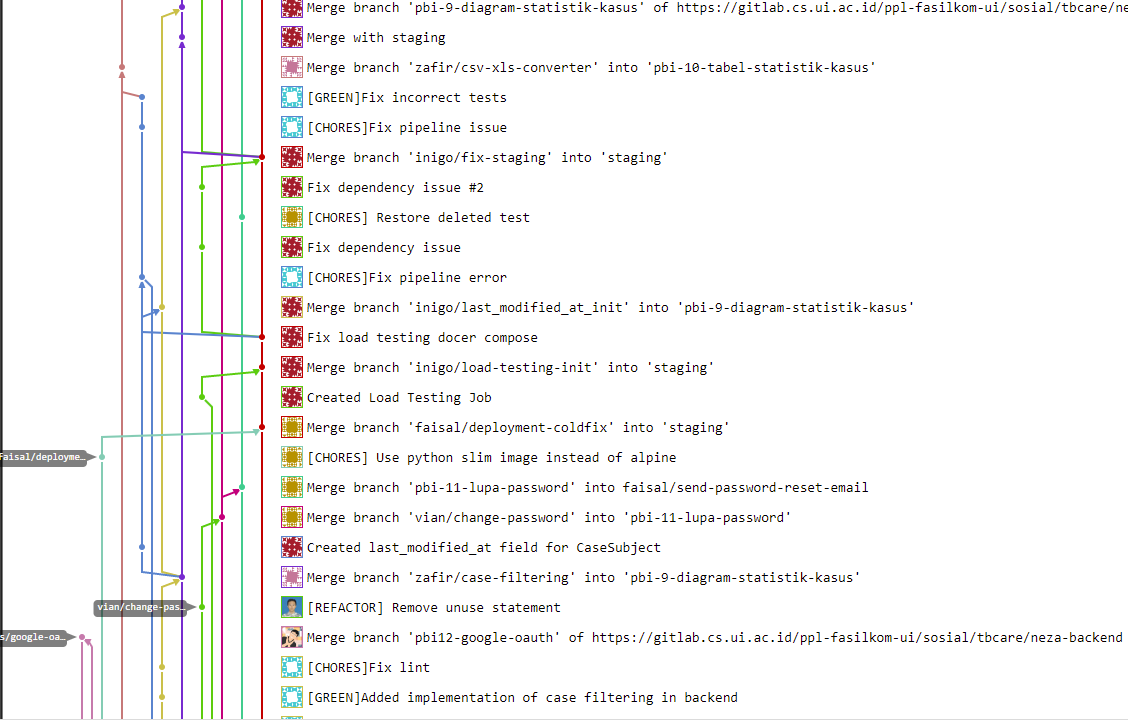 Merge branch 'pbi-9-diagram-statistik-kasus' of https://gitlab.cs.ui.ac.id/ppl-fasilkom-ui/sosial/tbcare/ne
Merge with staging
Merge branch 'zafir/csv-xls-converter' into 'pbi-10-tabel-statistik-kasus'
[GREEN]Fix incorrect tests
[CHORES]Fix pipeline issue
Merge branch 'inigo/fix-staging' into 'staging'
Fix dependency issue #2
[CHORES] Restore deleted test
Fix dependency issue
[CHORES]Fix pipeline error
Merge branch 'inigo/last_modified_at_init' into 'pbi-9-diagram-statistik-kasus'
Fix load testing docer compose
Merge branch 'inigo/load-testing-init' into 'staging'
Created Load Testing Job
Merge branch 'faisal/deployment-coldfix' into 'staging'
faisal/deployme… [CHORES] Use python slim image instead of alpine
Merge branch 'pbi-11-lupa-password' into faisal/send-password-reset-email
Merge branch 'vian/change-password' into 'pbi-11-lupa-password'
Created last_modified_at field for CaseSubject
Merge branch 'zafir/case-filtering' into 'pbi-9-diagram-statistik-kasus'
vian/change-pas… [REFACTOR] Remove unuse statement
s/google-oa… Merge branch 'pbi12-google-oauth' of https://gitlab.cs.ui.ac.id/ppl-fasilkom-ui/sosial/tbcare/neza-backend
[CHORES]Fix lint
[GREEN]Added implementation of case filtering in backend